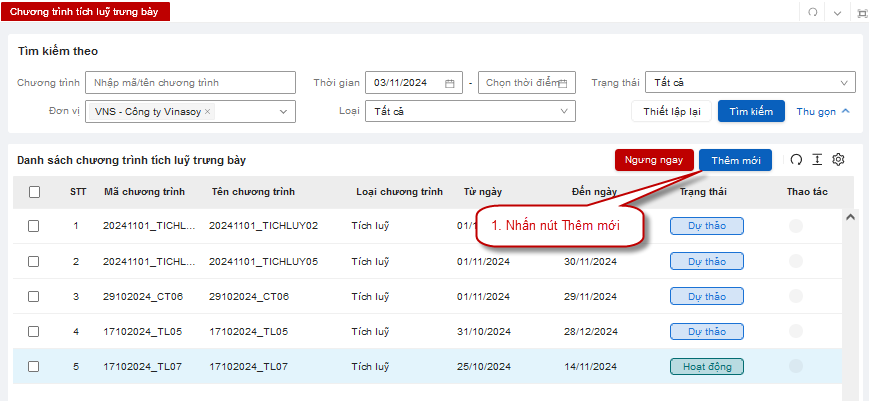 Chương trình tích luỹ trưng bày
Tìm kiếm theo
Chương trình Nhập mã/tên chương trình Thời gian 03/11/2024 - Chọn thời điểm Trạng thái Tất cả
Đơn vị VNS - Công ty Vinasoy × Loại Tất cả Thiết lập lại Tìm kiếm Thu gọn
Danh sách chương trình tích luỹ trưng bày Ngưng ngay Thêm mới
STT Mã chương trình Tên chương trình Loại chương trình Từ ngày Đến ngày Trạng thái Thao tác
1 20241101_TICHL... 20241101_TICHLUY02 Tích luỹ 01/1 Dự thảo
1. Nhấn nút Thêm mới
2 20241101_TICHL... 20241101_TICHLUY05 Tích luỹ 01/11/2024 30/11/2024 Dự thảo
3 29102024_CT06 29102024_CT06 Tích luỹ 01/11/2024 29/11/2024 Dự thảo
4 17102024_TL05 17102024_TL05 Tích luỹ 31/10/2024 28/12/2024 Dự thảo
5 17102024_TL07 17102024_TL07 Tích luỹ 25/10/2024 14/11/2024 Hoạt động